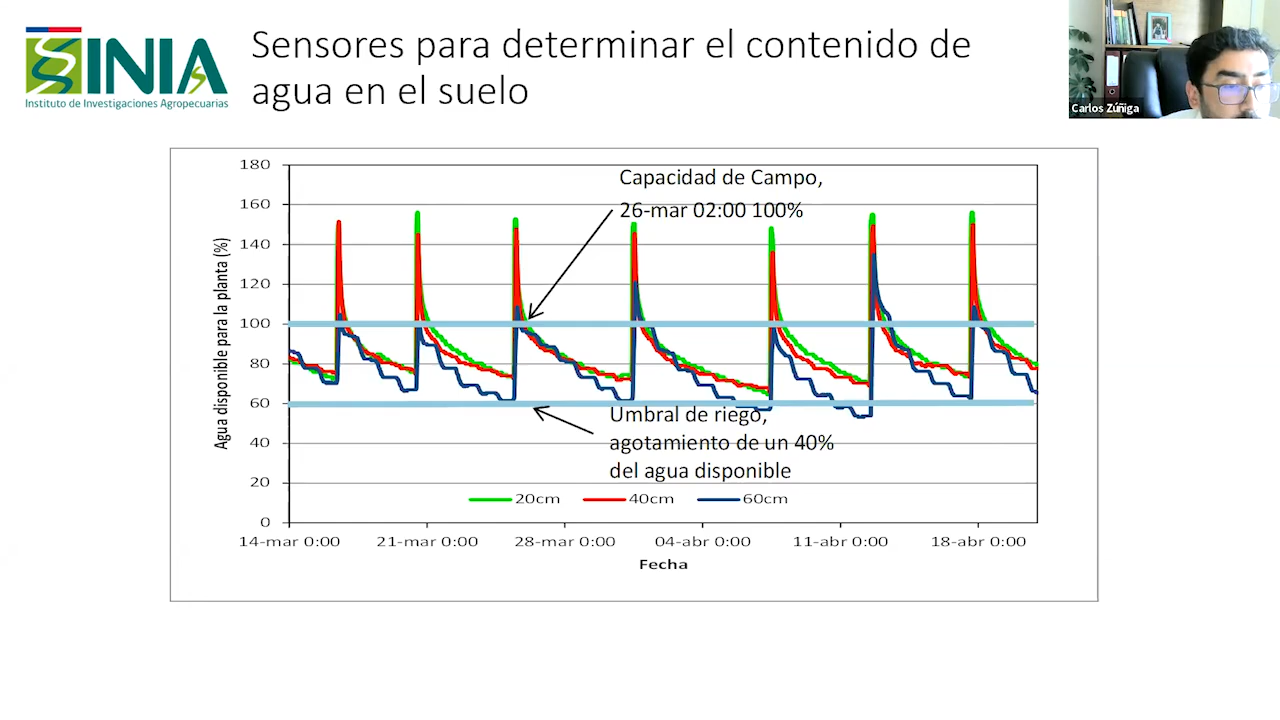 INIA
Instituto de Investigaciones Agropecuarias
Sensores para determinar el contenido de
agua en el suelo
Carlos Zúñiga
Agua disponible para la planta (%)
180
160
140
120
100
80
60
40
20
0
Capacidad de Campo,
26-mar 02:00 100%
Umbral de riego,
agotamiento de un 40%
del agua disponible
20cm 40cm 60cm
14-mar 0:00 21-mar 0:00 28-mar 0:00 04-abr 0:00 11-abr 0:00 18-abr 0:00
Fecha